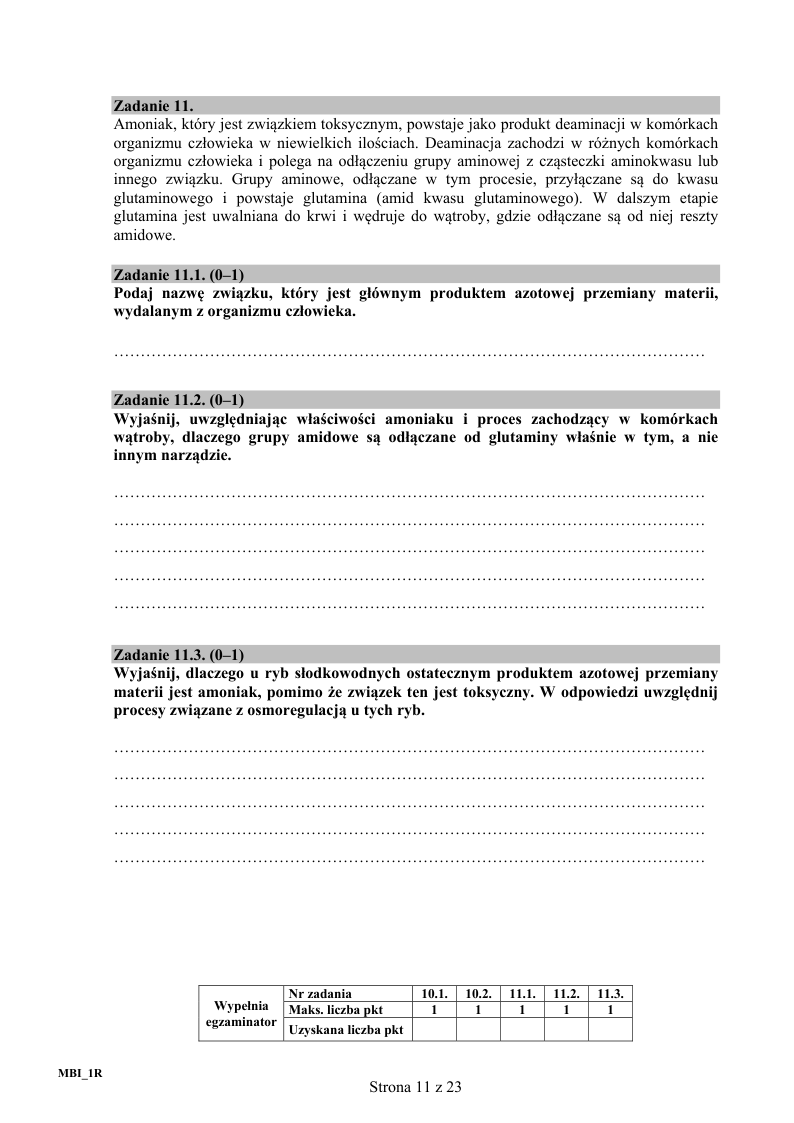 Zadanie 11.
Amoniak, który jest związkiem toksycznym, powstaje jako produkt deaminacji w komórkach
organizmu człowieka w niewielkich ilościach. Deaminacja zachodzi w różnych komórkach
organizmu człowieka i polega na odłączeniu grupy aminowej z cząsteczki aminokwasu lub
innego związku. Grupy aminowe, odłączane w tym procesie, przyłączane są do kwasu
glutaminowego i powstaje glutamina (amid kwasu glutaminowego). W dalszym etapie
glutamina jest uwalniana do krwi i wędruje do wątroby, gdzie odłączane są od niej reszty
amidowe.
Zadanie 11.1. (0–1)
Podaj nazwę związku, który jest głównym produktem azotowej przemiany materii,
wydalanym z organizmu człowieka.
Zadanie 11.2. (0–1)
Wyjaśnij, uwzględniając właściwości amoniaku i proces zachodzący w komórkach
wątroby, dlaczego grupy amidowe są odłączane od glutaminy właśnie w tym, a nie
innym narządzie.
Zadanie 11.3. (0–1)
Wyjaśnij, dlaczego u ryb słodkowodnych ostatecznym produktem azotowej przemiany
materii jest amoniak, pomimo że związek ten jest toksyczny. W odpowiedzi uwzględnij
procesy związane z osmoregulacją u tych ryb.
Wypełnia egzaminator
Nr zadania 10.1. 10.2. 11.1. 11.2. 11.3.
Maks. liczba pkt 1 1 1 1 1
Uzyskana liczba pkt
MBI_1R
Strona 11 z 23